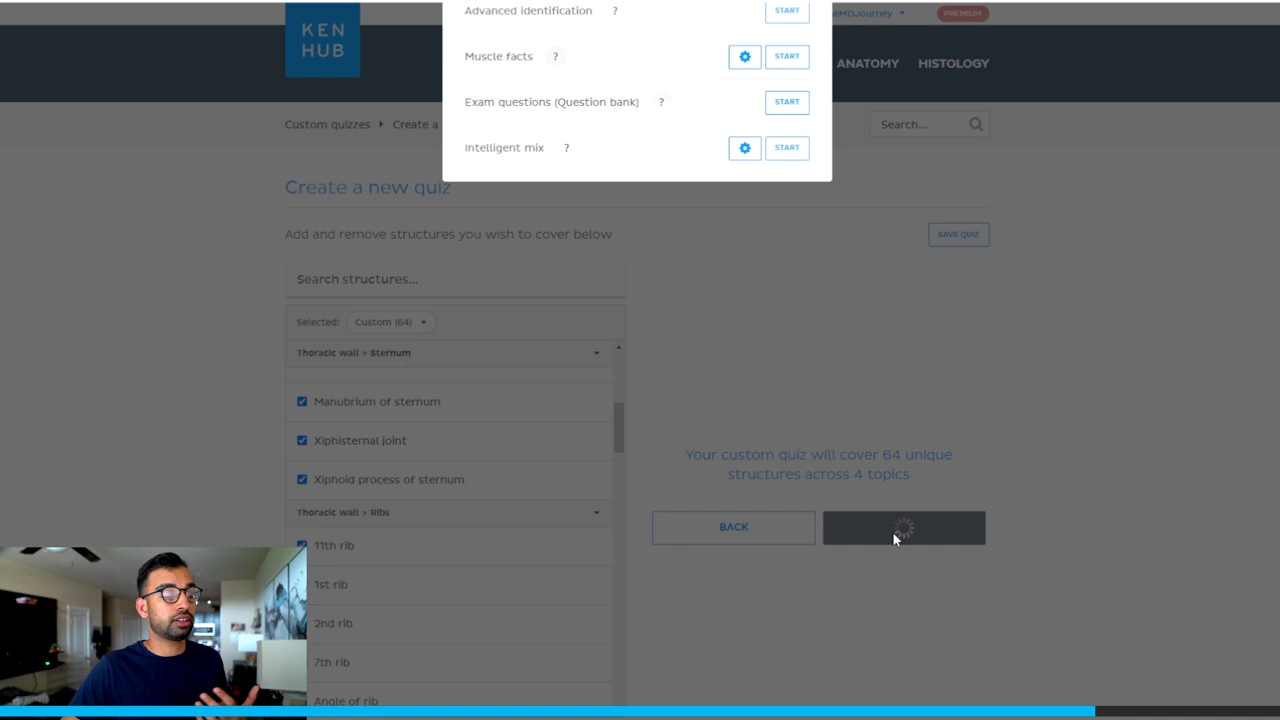 Advanced identification ? START
eMDJourney PREMIUM
KEN
HUB
Muscle facts ? START
ANATOMY HISTOLOGY
Exam questions (Question bank) ? START
Custom quizzes Create a Search...
Intelligent mix ? START
Create a new quiz
Add and remove structures you wish to cover below SAVE QUIZ
Search structures...
Selected: Custom (64)
Thoracic wall > Sternum
Manubrium of sternum
Xiphisternal joint
Xiphoid process of sternum
Thoracic wall > Ribs
11th rib
1st rib
2nd rib
7th rib
Angle of rib
Your custom quiz will cover 64 unique
structures across 4 topics
BACK